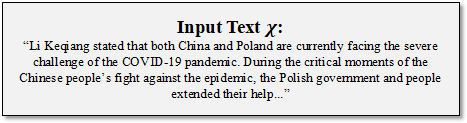 Input Text χ:
“Li Keqiang stated that both China and Poland are currently facing the severe
challenge of the COVID-19 pandemic. During the critical moments of the
Chinese people’s fight against the epidemic, the Polish government and people
extended their help...”